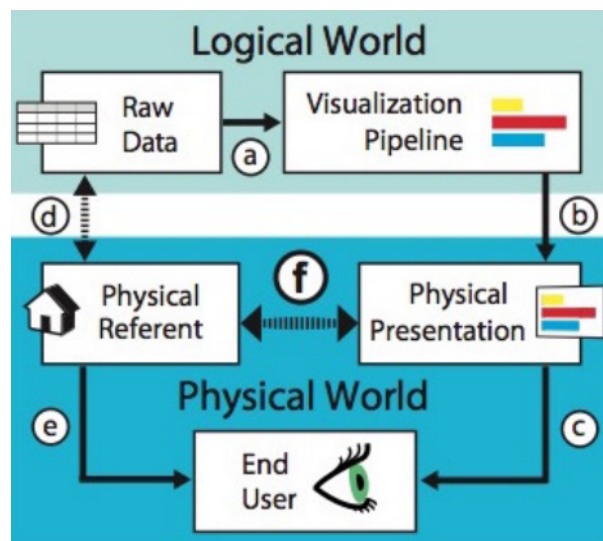 Logical World
Raw
Data
a
Visualization
Pipeline
d
b
f
Physical
Referent
Physical
Presentation
Physical World
e
c
End
User